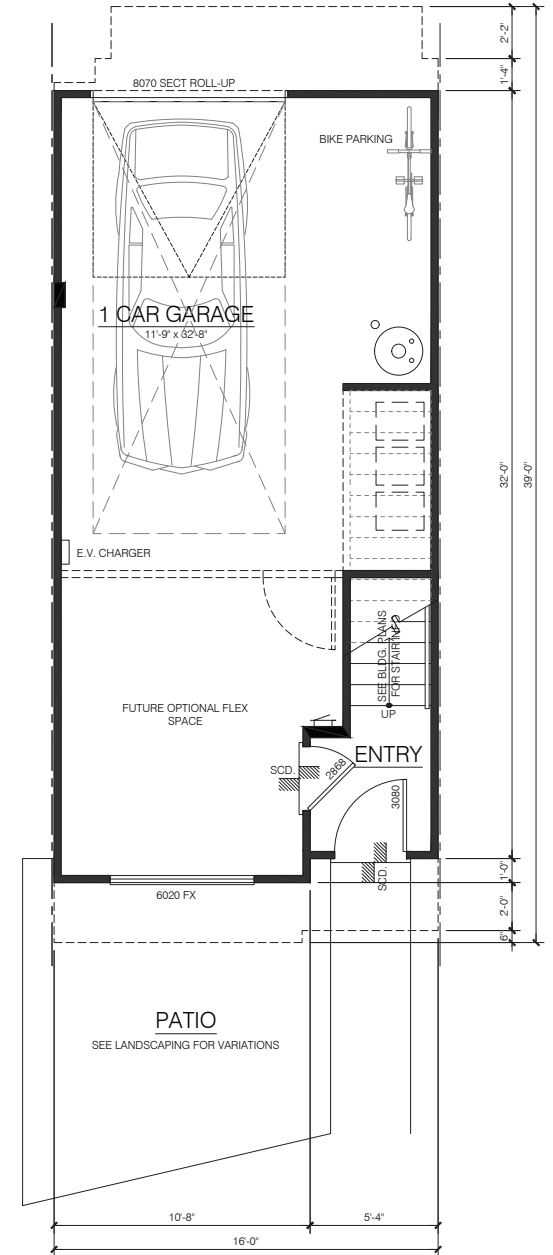 2'-2"
1'-4"
8070 SECT ROLL-UP
BIKE PARKING
1 CAR GARAGE
11'-9" x 32'-8"
32'-0"
39'-0"
E.V. CHARGER
SEE BLDG. PLANS
FOR STAIR INFO
UP
FUTURE OPTIONAL FLEX
SPACE
ENTRY
SCD.
2868
3080
SCD.
6020 FX
1'-0"
2'-0"
6"
PATIO
SEE LANDSCAPING FOR VARIATIONS
10'-8"
5'-4"
16'-0"